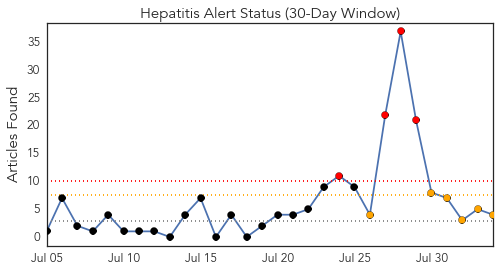 Hepatitis Alert Status (30-Day Window)
Articles Found
35
30
25
20
15
10
5
0
Jul 05
Jul 10
Jul 15
Jul 20
Jul 25
Jul 30